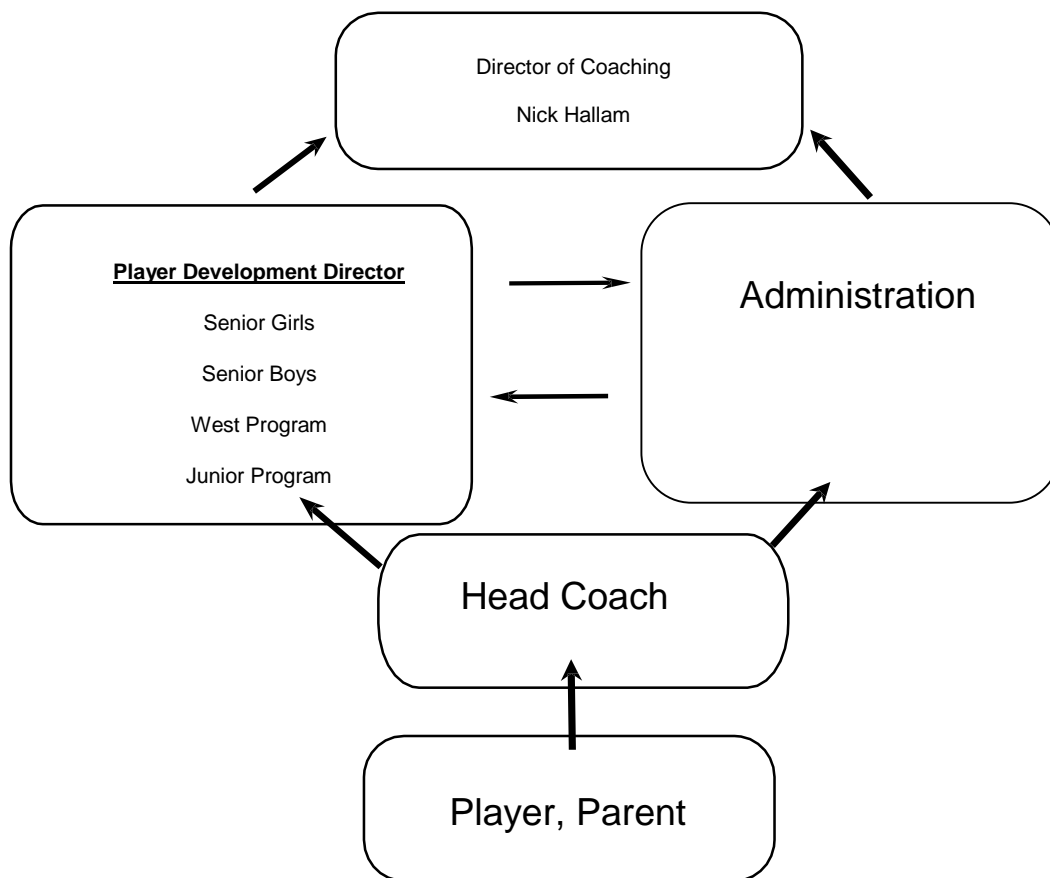 Director of Coaching
Nick Hallam
Player Development Director
Senior Girls
Senior Boys
West Program
Junior Program
Administration
Head Coach
Player, Parent